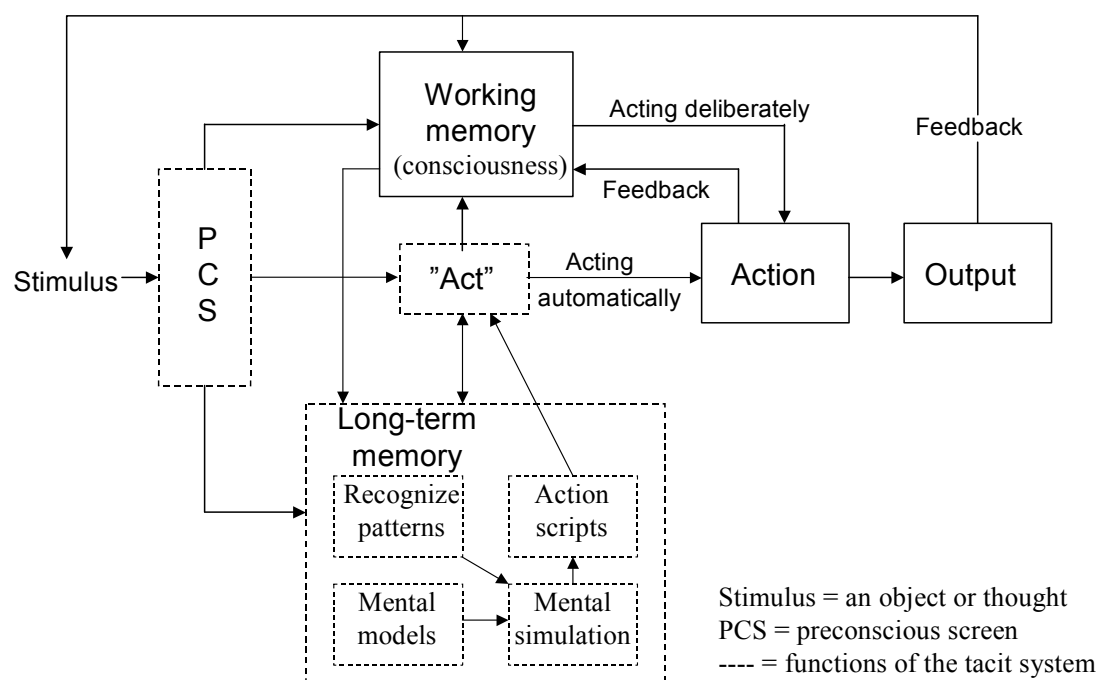 Working
memory
(consciousness)
Acting deliberately
Feedback
Feedback
P
C
S
Stimulus
”Act”
Acting
automatically
Action
Output
Long-term
memory
Recognize
patterns
Action
scripts
Mental
models
Mental
simulation
Stimulus = an object or thought
PCS = preconscious screen
---- = functions of the tacit system